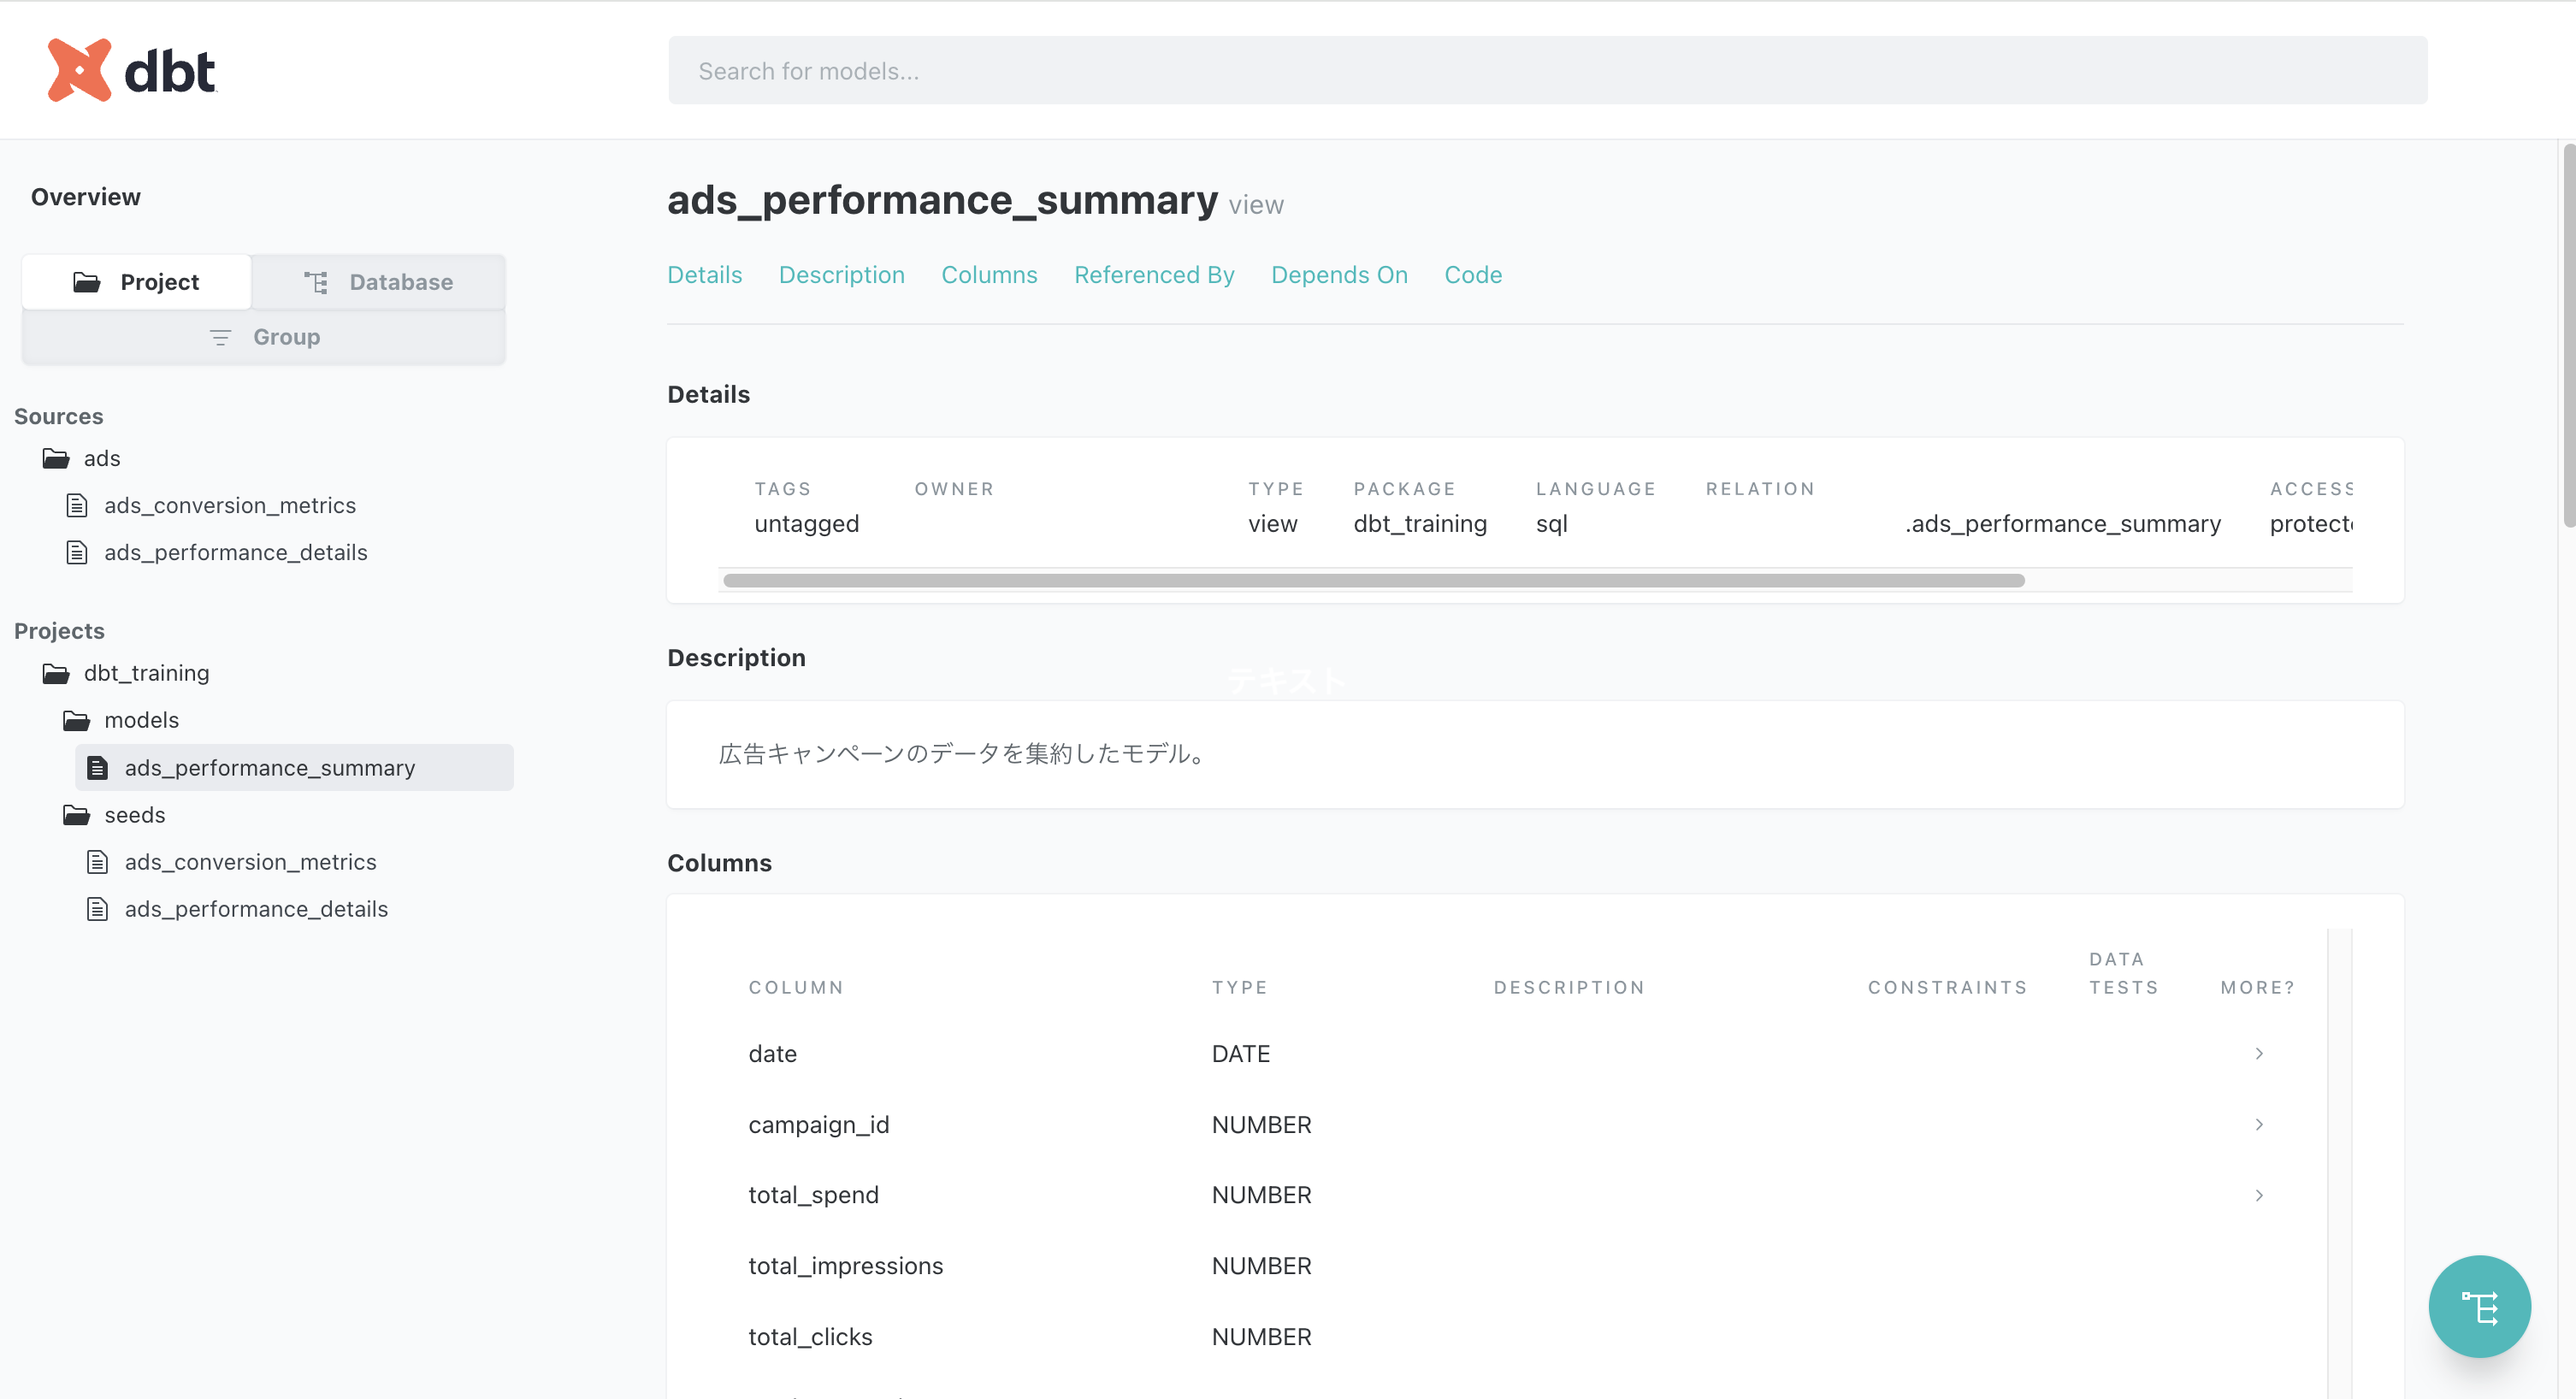 dbt
Search for models...
Overview
Project
Database
Group
Sources
ads
ads_conversion_metrics
ads_performance_details
Projects
dbt_training
models
ads_performance_summary
seeds
ads_conversion_metrics
ads_performance_details
ads_performance_summary view
Details Description Columns Referenced By Depends On Code
Details
TAGS OWNER TYPE PACKAGE LANGUAGE RELATION ACCESS
untagged view dbt_training sql .ads_performance_summary
Description
テキスト
広告キャンペーンのデータを集約したモデル。
Columns
COLUMN TYPE DESCRIPTION CONSTRAINTS DATA TESTS MORE?
date DATE
campaign_id NUMBER
total_spend NUMBER
total_impressions NUMBER
total_clicks NUMBER